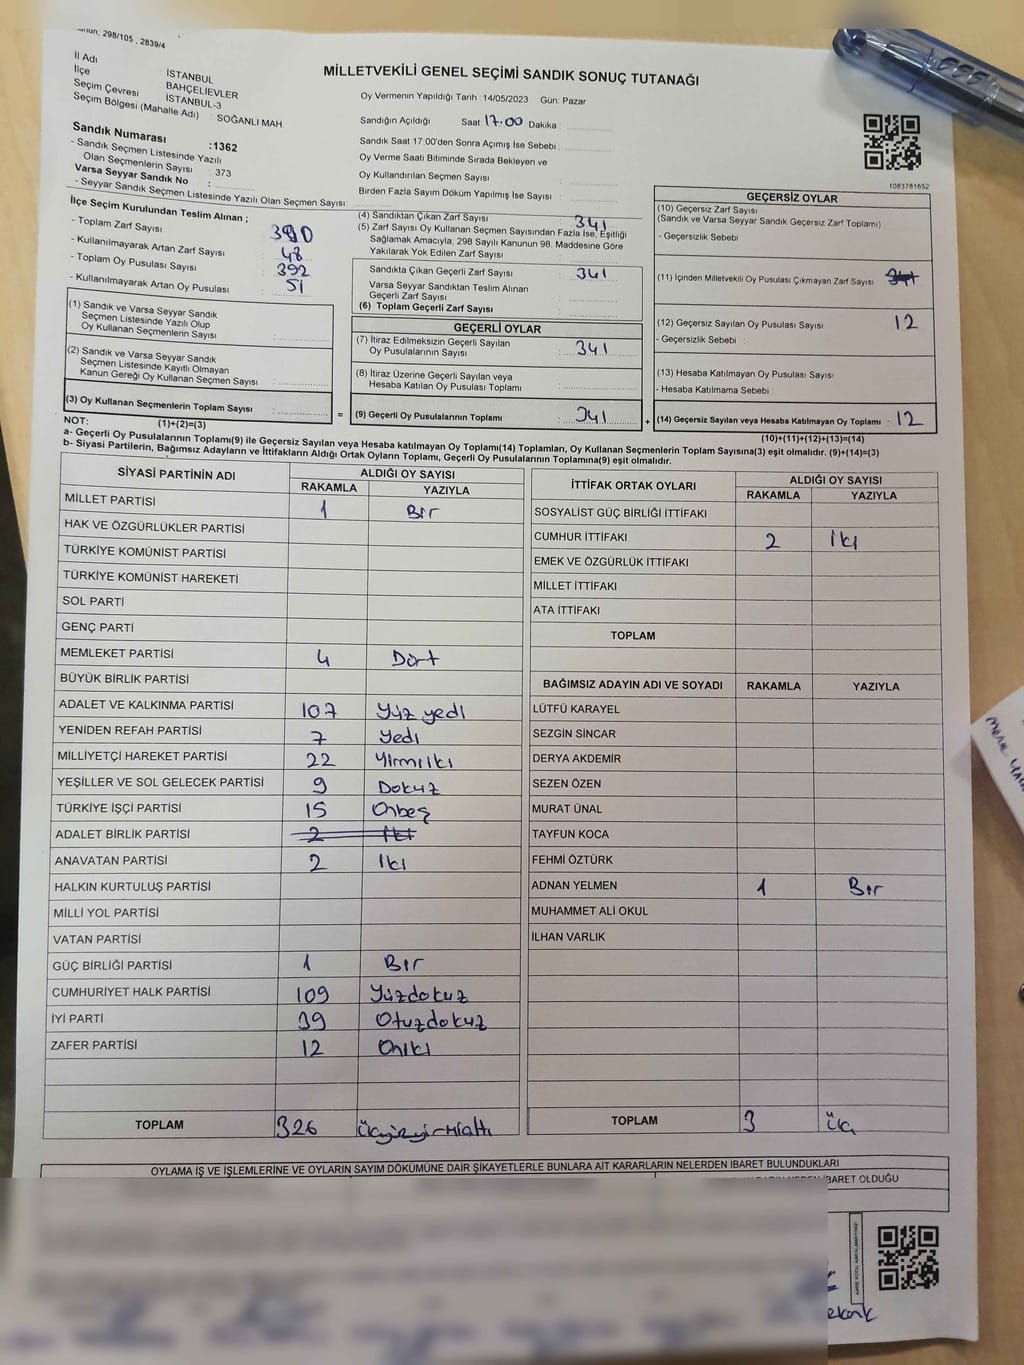 Kanun: 298/105 , 2839/4
MİLLETVEKİLİ GENEL SEÇİMİ SANDIK SONUÇ TUTANAĞI
İl Adı : İSTANBUL
İlçe : BAHÇELİEVLER
Seçim Çevresi : İSTANBUL-3
Seçim Bölgesi (Mahalle Adı) : SOĞANLI MAH
Sandık Numarası :1362
- Sandık Seçmen Listesinde Yazılı
Olan Seçmenlerin Sayısı : 373
Varsa Seyyar Sandık No :
- Seyyar Sandık Seçmen Listesinde Yazılı Olan Seçmen Sayısı:
Oy Vermenin Yapıldığı Tarih :14/05/2023 Gün: Pazar
Sandığın Açıldığı Saat 17.00 Dakika :
Sandık Saat 17:00'den Sonra Açımış İse Sebebi :
Oy Verme Saati Bitiminde Sırada Bekleyen ve
Oy Kullandırılan Seçmen Sayısı :
Birden Fazla Sayım Döküm Yapılmış İse Sayısı :
1083781652
İlçe Seçim Kurulundan Teslim Alınan ;
- Toplam Zarf Sayısı : 390
- Kullanılmayarak Artan Zarf Sayısı : 48
- Toplam Oy Pusulası Sayısı : 392
- Kullanılmayarak Artan Oy Pusulası : 51
(1) Sandık ve Varsa Seyyar Sandık
Seçmen Listesinde Yazılı Olup
Oy Kullanan Seçmenlerin Sayısı :
(2) Sandık ve Varsa Seyyar Sandık
Seçmen Listesinde Kayıtlı Olmayan
Kanun Gereği Oy Kullanan Seçmen Sayısı :
(3) Oy Kullanan Seçmenlerin Toplam Sayısı :
(1)+(2)=(3)
(4) Sandıktan Çıkan Zarf Sayısı : 341
(5) Zarf Sayısı Oy Kullanan Seçmen Sayısından Fazla İse, Eşitliği
Sağlamak Amacıyla, 298 Sayılı Kanunun 98. Maddesine Göre
Yakılarak Yok Edilen Zarf Sayısı :
Sandıkta Çıkan Geçerli Zarf Sayısı : 341
Varsa Seyyar Sandıktan Teslim Alınan
Geçerli Zarf Sayısı :
(6) Toplam Geçerli Zarf Sayısı :
GEÇERLİ OYLAR
(7) İtiraz Edilmeksizin Geçerli Sayılan
Oy Pusulalarının Sayısı : 341
(8) İtiraz Üzerine Geçerli Sayılan veya
Hesaba Katılan Oy Pusulası Toplamı :
= (9) Geçerli Oy Pusulalarının Toplamı : 341
GEÇERSİZ OYLAR
(10) Geçersiz Zarf Sayısı
(Sandık ve Varsa Seyyar Sandık Geçersiz Zarf Toplamı)
- Geçersizlik Sebebi
(11) İçinden Milletvekili Oy Pusulası Çıkmayan Zarf Sayısı : 341
(12) Geçersiz Sayılan Oy Pusulası Sayısı : 12
- Geçersizlik Sebebi :
(13) Hesaba Katılmayan Oy Pusulası Sayısı
- Hesaba Katılmama Sebebi :
+ (14) Geçersiz Sayılan veya Hesaba Katılmayan Oy Toplamı : 12
(10)+(11)+(12)+(13)=(14)
NOT:
a- Geçerli Oy Pusulalarının Toplamı(9) ile Geçersiz Sayılan veya Hesaba katılmayan Oy Toplamı(14) Toplamları, Oy Kullanan Seçmenlerin Toplam Sayısına(3) eşit olmalıdır. (9)+(14)=(3)
b- Siyasi Partilerin, Bağımsız Adayların ve İttifakların Aldığı Ortak Oyların Toplamı, Geçerli Oy Pusulalarının Toplamına(9) eşit olmalıdır.
SİYASİ PARTİNİN ADI ALDIĞI OY SAYISI
RAKAMLA YAZIYLA
MİLLET PARTİSİ 1 Bir
HAK VE ÖZGÜRLÜKLER PARTİSİ
TÜRKİYE KOMÜNİST PARTİSİ
TÜRKİYE KOMÜNİST HAREKETİ
SOL PARTİ
GENÇ PARTİ
MEMLEKET PARTİSİ 4 Dört
BÜYÜK BİRLİK PARTİSİ
ADALET VE KALKINMA PARTİSİ 107 Yüz yedi
YENİDEN REFAH PARTİSİ 7 Yedi
MİLLİYETÇİ HAREKET PARTİSİ 22 Yirmiiki
YEŞİLLER VE SOL GELECEK PARTİSİ 9 Dokuz
TÜRKİYE İŞÇİ PARTİSİ 15 Onbeş
ADALET BİRLİK PARTİSİ 2 İki
ANAVATAN PARTİSİ 2 İki
HALKIN KURTULUŞ PARTİSİ
MİLLİ YOL PARTİSİ
VATAN PARTİSİ
GÜÇ BİRLİĞİ PARTİSİ 1 Bir
CUMHURİYET HALK PARTİSİ 109 Yüzdokuz
İYİ PARTİ 39 Otuzdokuz
ZAFER PARTİSİ 12 Oniki
TOPLAM 326 Üçyüzyirmialtı
İTTİFAK ORTAK OYLARI ALDIĞI OY SAYISI
RAKAMLA YAZIYLA
SOSYALİST GÜÇ BİRLİĞİ İTTİFAKI
CUMHUR İTTİFAKI 2 İki
EMEK VE ÖZGÜRLÜK İTTİFAKI
MİLLET İTTİFAKI
ATA İTTİFAKI
TOPLAM
BAĞIMSIZ ADAYIN ADI VE SOYADI RAKAMLA YAZIYLA
LÜTFÜ KARAYEL
SEZGİN SİNCAR
DERYA AKDEMİR
SEZEN ÖZEN
MURAT ÜNAL
TAYFUN KOCA
FEHMİ ÖZTÜRK
ADNAN YELMEN 1 Bir
MUHAMMET ALİ OKUL
İLHAN VARLIK
TOPLAM 3 Üç
OYLAMA İŞ VE İŞLEMLERİNE VE OYLARIN SAYIM DÖKÜMÜNE DAİR ŞİKAYETLERLE BUNLARA AİT KARARLARIN NELERDEN İBARET BULUNDUKLARI
İBARET OLDUĞU